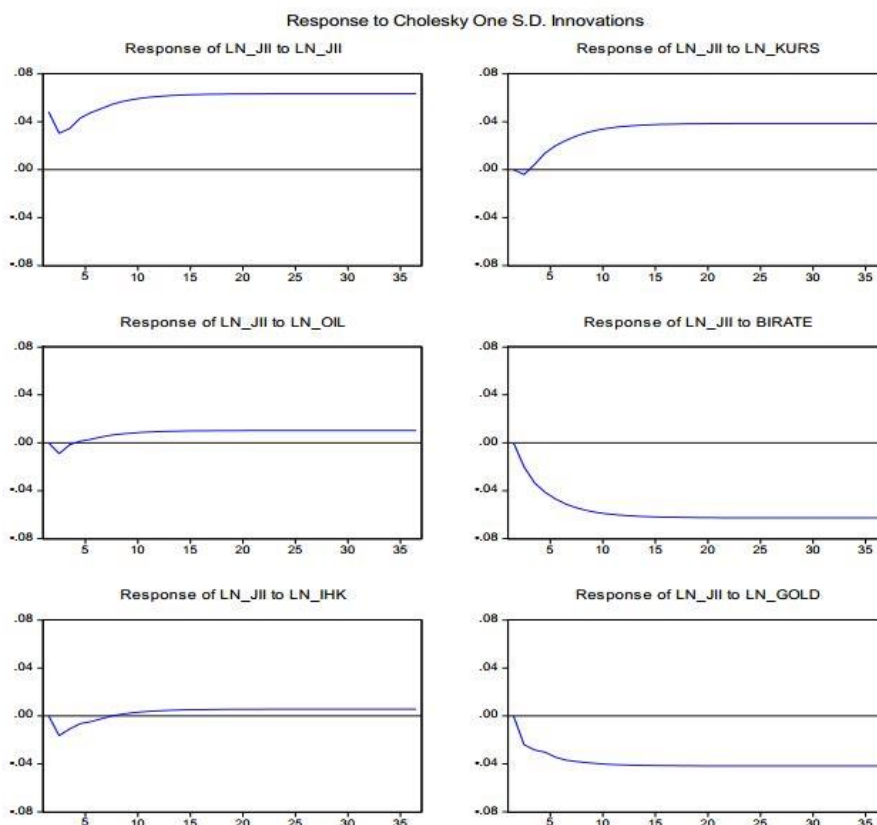 Response to Cholesky One S.D. Innovations
Response of LN_JII to LN_JII
.08
.04
.00
-.04
-.08
5 10 15 20 25 30 35
Response of LN_JII to LN_KURS
.08
.04
.00
-.04
-.08
5 10 15 20 25 30 35
Response of LN_JII to LN_OIL
.08
.04
.00
-.04
-.08
5 10 15 20 25 30 35
Response of LN_JII to BIRATE
.08
.04
.00
-.04
-.08
5 10 15 20 25 30 35
Response of LN_JII to LN_IHK
.08
.04
.00
-.04
-.08
5 10 15 20 25 30 35
Response of LN_JII to LN_GOLD
.08
.04
.00
-.04
-.08
5 10 15 20 25 30 35